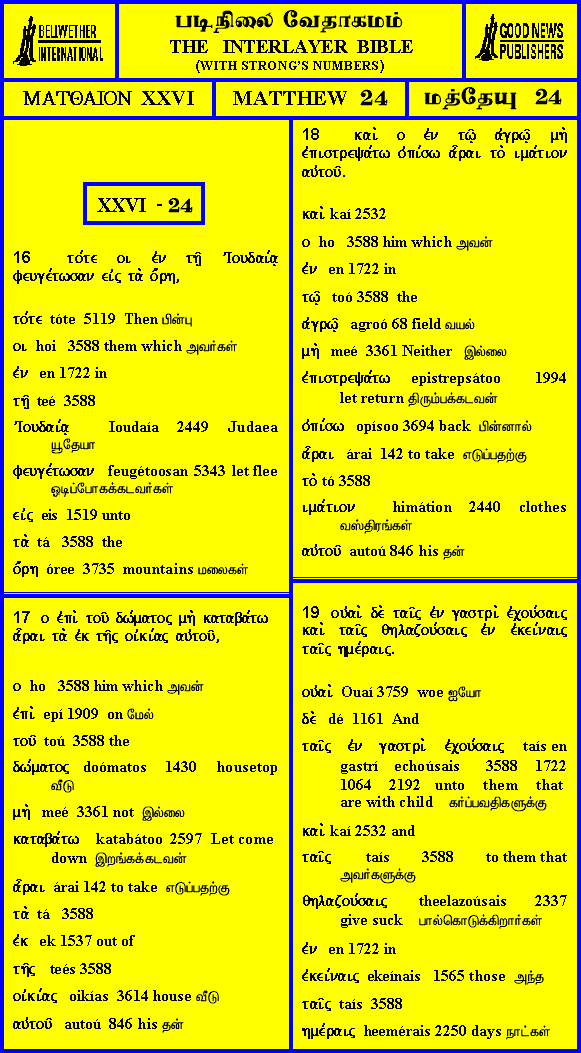 BELLWETHER
INTERNATIONAL
படிநிலை வேதாகமம்
THE INTERLAYER BIBLE
(WITH STRONG'S NUMBERS)
GOOD NEWS
PUBLISHERS
ΜΑΤΘΑΙΟΝ XXVI
MATTHEW 24
மத்தேயு 24
XXVI - 24
16 τότε οι ἐν τῇ Ἰουδαίᾳ
φευγέτωσαν εἰς τὰ ὄρη,
τότε tóte 5119 Then பின்பு
οι hoi 3588 them which அவர்கள்
ἐν en 1722 in
τῇ teé 3588
Ἰουδαίᾳ Ioudaía 2449 Judaea
யூதேயா
φευγέτωσαν feugétoosan 5343 let flee
ஓடிப்போகக்கடவர்கள்
εἰς eis 1519 unto
τὰ tá 3588 the
ὄρη óree 3735 mountains மலைகள்
17 ο ἐπὶ τοῦ δώματος μὴ καταβάτω
ἆραι τὰ ἐκ τῆς οἰκίας αὐτοῦ,
ο ho 3588 him which அவன்
ἐπὶ epí 1909 on மேல்
τοῦ toú 3588 the
δώματος doómatos 1430 housetop
வீடு
μὴ meé 3361 not இல்லை
καταβάτω katabátoo 2597 Let come
down இறங்கக்கடவன்
ἆραι árai 142 to take எடுப்பதற்கு
τὰ tá 3588
ἐκ ek 1537 out of
τῆς teés 3588
οἰκίας oikías 3614 house வீடு
αὐτοῦ autoú 846 his தன்
18 καὶ ο ἐν τῷ ἀγρῷ μὴ
ἐπιστρεψάτω ὀπίσω ἆραι τὸ ιμάτιον
αὐτοῦ.
καὶ kaí 2532
ο ho 3588 him which அவன்
ἐν en 1722 in
τῷ toó 3588 the
ἀγρῷ agroó 68 field வயல்
μὴ meé 3361 Neither இல்லை
ἐπιστρεψάτω epistrepsátoo 1994
let return திரும்பக்கடவன்
ὀπίσω opísoo 3694 back பின்னால்
ἆραι árai 142 to take எடுப்பதற்கு
τὸ tó 3588
ιμάτιον himátion 2440 clothes
வஸ்திரங்கள்
αὐτοῦ autoú 846 his தன்
19 οὐαὶ δὲ ταῖς ἐν γαστρὶ ἐχούσαις
καὶ ταῖς θηλαζούσαις ἐν ἐκείναις
ταῖς ημέραις.
οὐαὶ Ouaí 3759 woe ஐயோ
δὲ dé 1161 And
ταῖς ἐν γαστρὶ ἐχούσαις taís en
gastrí echoúsais 3588 1722
1064 2192 unto them that
are with child கர்ப்பவதிகளுக்கு
καὶ kaí 2532 and
ταῖς taís 3588 to them that
அவர்களுக்கு
θηλαζούσαις theelazoúsais 2337
give suck பால்கொடுக்கிறார்கள்
ἐν en 1722 in
ἐκείναις ekeínais 1565 those அந்த
ταῖς taís 3588
ημέραις heemérais 2250 days நாட்கள்